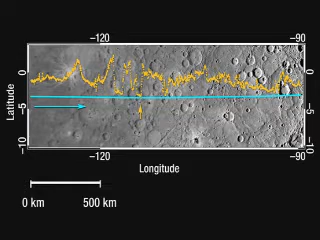 −120 −90
0 0
Latitude
−5 −5
−10 −10
−120 −90
Longitude
0 km 500 km